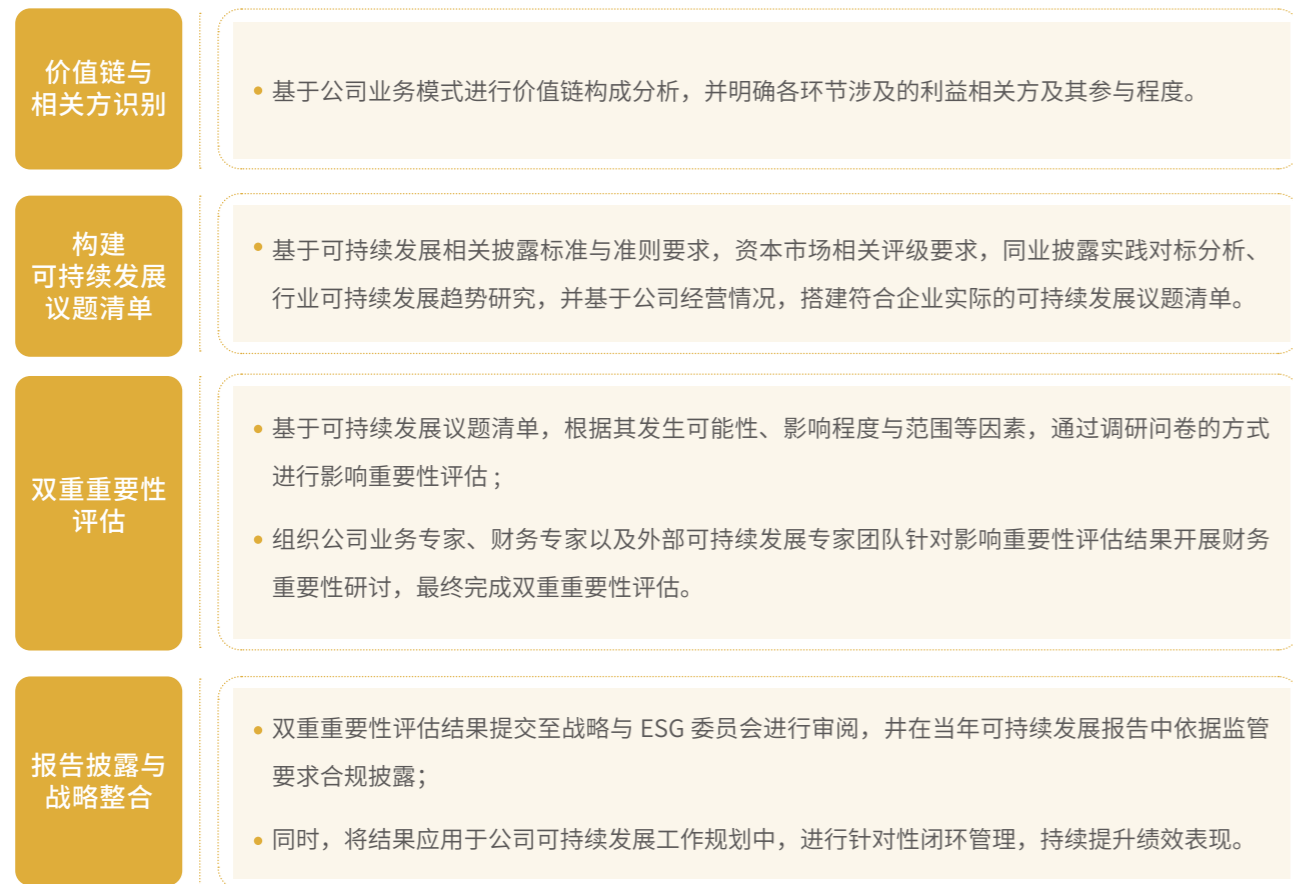 价值链与
相关方识别
• 基于公司业务模式进行价值链构成分析，并明确各环节涉及的利益相关方及其参与程度。
构建
可持续发展
议题清单
• 基于可持续发展相关披露标准与准则要求，资本市场相关评级要求，同业披露实践对标分析、
行业可持续发展趋势研究，并基于公司经营情况，搭建符合企业实际的可持续发展议题清单。
双重重要性
评估
• 基于可持续发展议题清单，根据其发生可能性、影响程度与范围等因素，通过调研问卷的方式
进行影响重要性评估；
• 组织公司业务专家、财务专家以及外部可持续发展专家团队针对影响重要性评估结果开展财务
重要性研讨，最终完成双重重要性评估。
报告披露与
战略整合
• 双重重要性评估结果提交至战略与 ESG 委员会进行审阅，井在当年可持续发展报告中依据监管
要求合规披露；
• 同时，将结果应用于公司可持续发展工作规划中，进行针对性闭环管理，持续提升绩效表现。